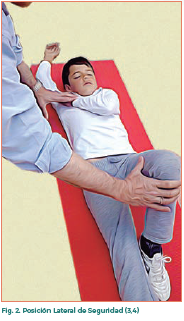 Fig. 2. Posición Lateral de Seguridad (3,4)